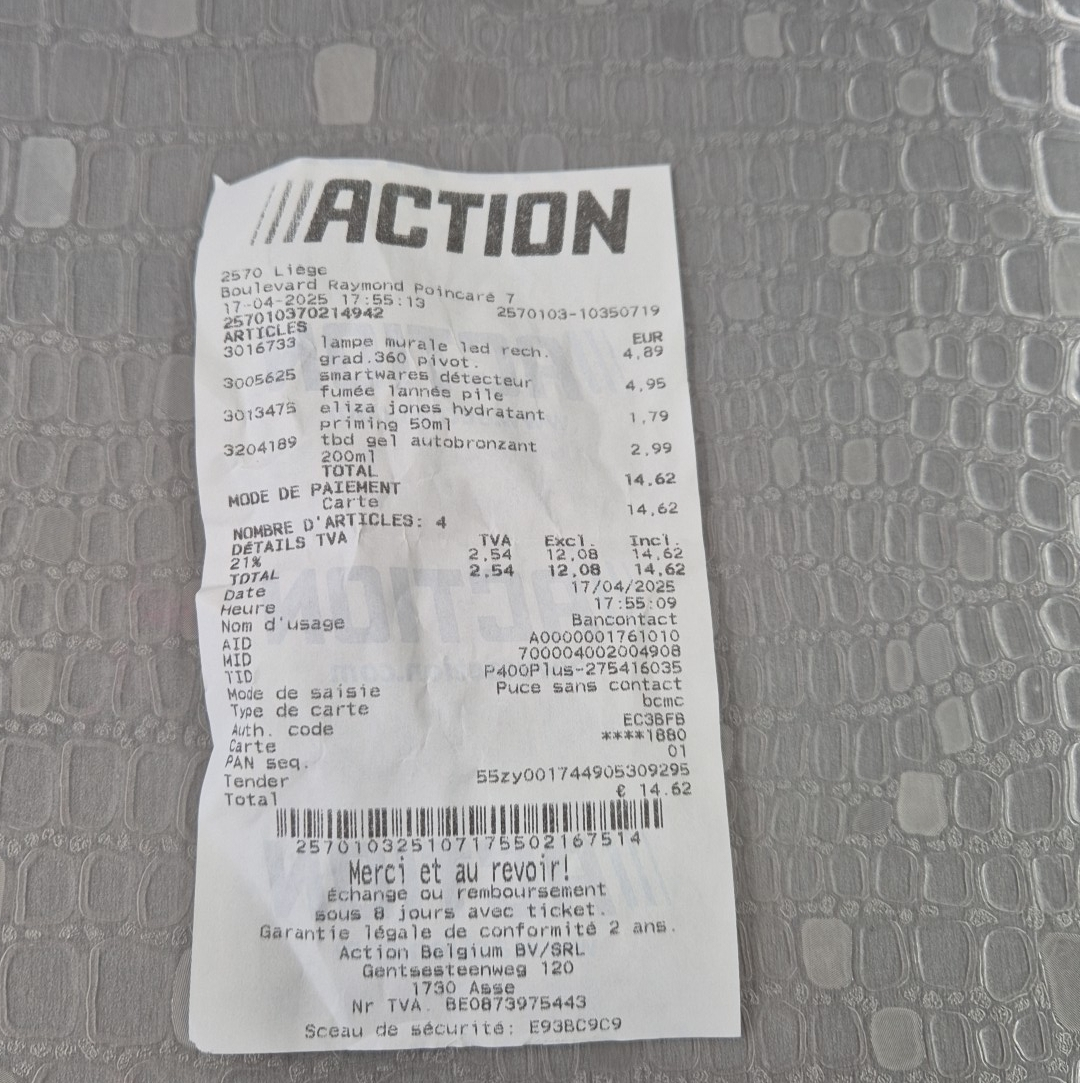 ACTION
2570 Liège
Boulevard Raymond Poincaré 7
17-04-2025 17:55:13
257010370214942 2570103-10350719
ARTICLES EUR
3016733 lampe murale led rech. 4,89
grad.360 pivot.
3005625 smartwares détecteur 4,95
fumée 1année pile
3013475 eliza jones hydratant 1,79
priming 50ml
3204189 tbd gel autobronzant 2,99
200ml
TOTAL 14,62
MODE DE PAIEMENT
Carte 14,62
NOMBRE D'ARTICLES: 4
DÉTAILS TVA TVA Excl. Incl.
21% 2,54 12,08 14,62
TOTAL 2,54 12,08 14,62
Date 17/04/2025
Heure 17:55:09
Nom d'usage Bancontact
AID A0000001761010
MID 700004002004908
TID P400Plus-275416035
Mode de saisie Puce sans contact
Type de carte bcmc
Auth. code EC3BFB
Carte ****1880
PAN seq. 01
Tender 55zy001744905309295
Total € 14.62
257010325107175502167514
Merci et au revoir!
Échange ou remboursement
sous 8 jours avec ticket.
Garantie légale de conformité 2 ans.
Action Belgium BV/SRL
Gentsesteenweg 120
1730 Asse
Nr TVA. BE0873975443
Sceau de sécurité: E93BC9C9